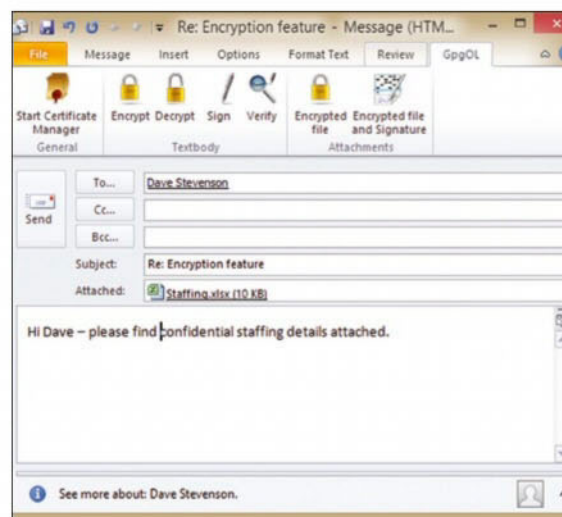 Re: Encryption feature - Message (HTM...
File Message Insert Options Format Text Review GpgOL
Start Certificate Manager
Encrypt Decrypt Sign Verify
Encrypted file
Encrypted file and Signature
General Textbody Attachments
Send
To... Dave Stevenson
Cc...
Bcc...
Subject: Re: Encryption feature
Attached: Staffing.xlsx (10 KB)
Hi Dave – please find confidential staffing details attached.
See more about: Dave Stevenson.